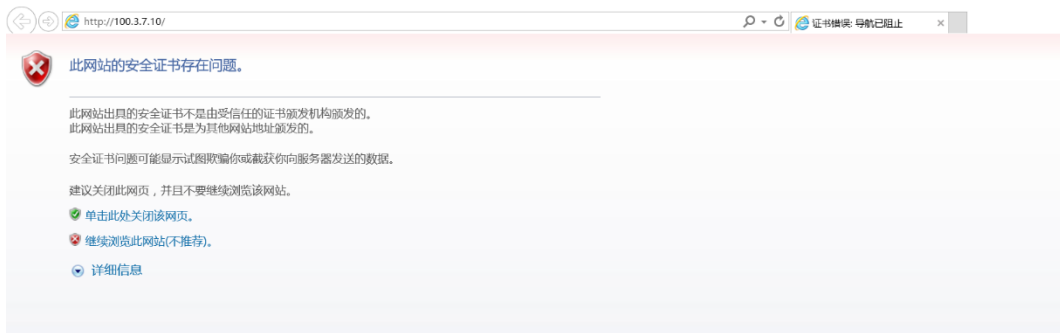 http://100.3.7.10/
证书错误: 导航已阻止
此网站的安全证书存在问题。
此网站出具的安全证书不是由受信任的证书颁发机构颁发的。
此网站出具的安全证书是为其他网站地址颁发的。
安全证书问题可能显示试图欺骗你或截获你向服务器发送的数据。
建议关闭此网页，并且不要继续浏览该网站。
单击此处关闭该网页。
继续浏览此网站(不推荐)。
详细信息